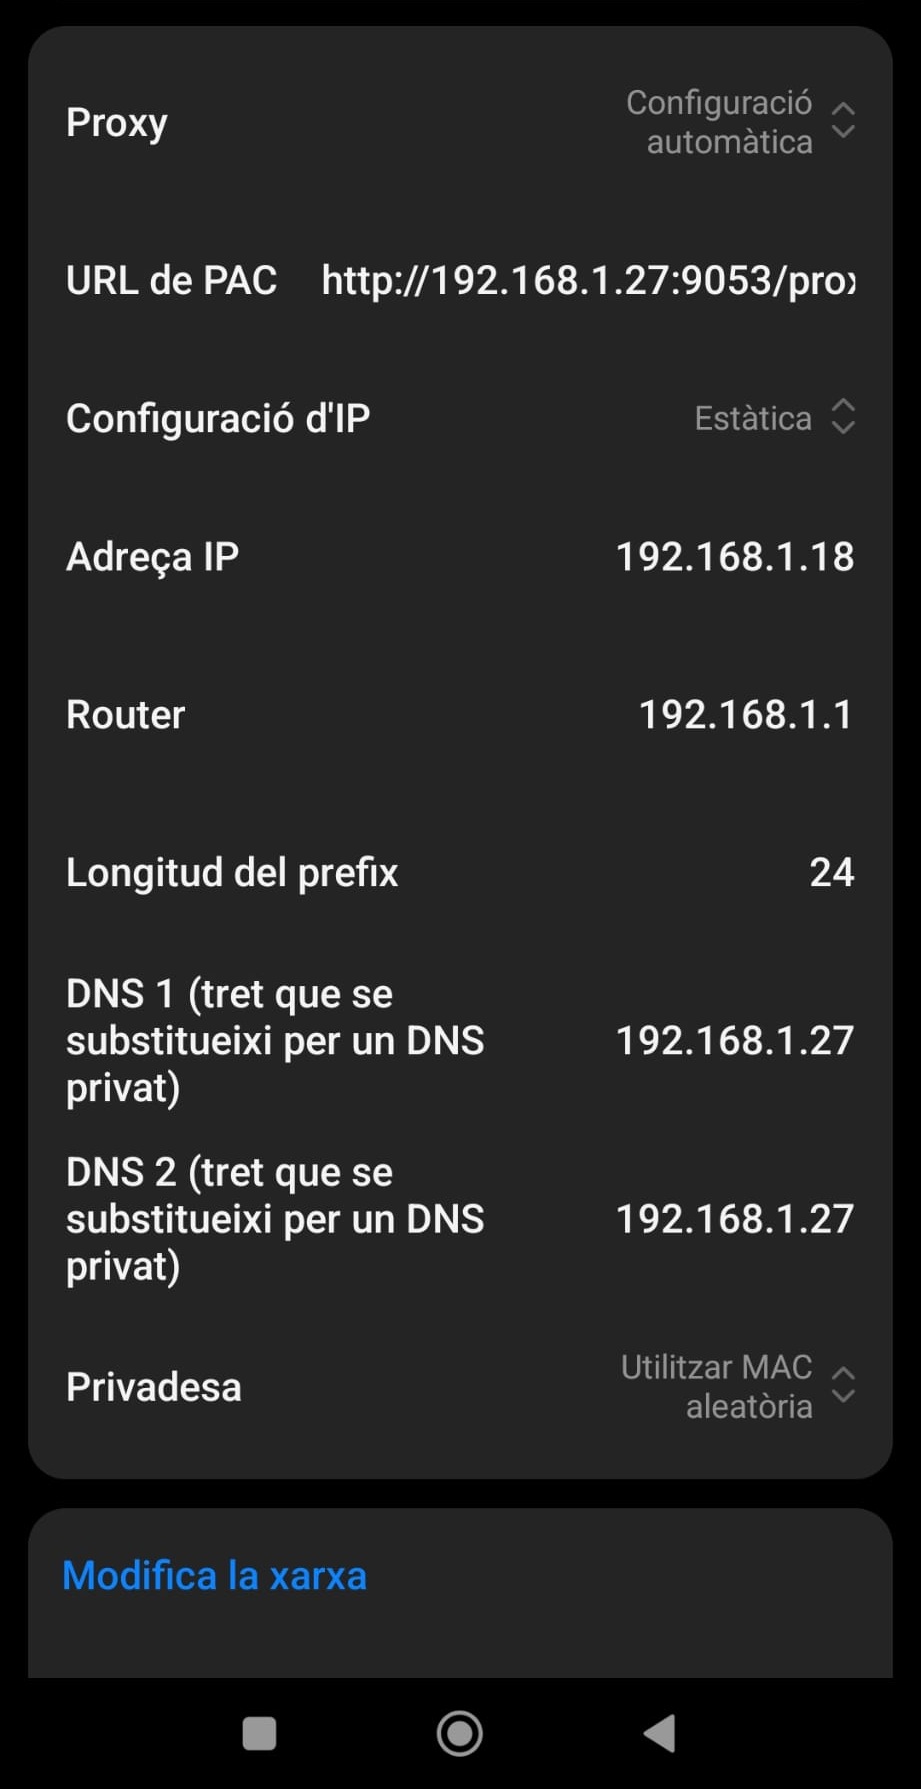 Proxy
Configuració
automàtica
URL de PAC http://192.168.1.27:9053/prox
Configuració d'IP Estàtica
Adreça IP 192.168.1.18
Router 192.168.1.1
Longitud del prefix 24
DNS 1 (tret que se
substitueixi per un DNS
privat)
192.168.1.27
DNS 2 (tret que se
substitueixi per un DNS
privat)
192.168.1.27
Privadesa
Utilitzar MAC
aleatòria
Modifica la xarxa